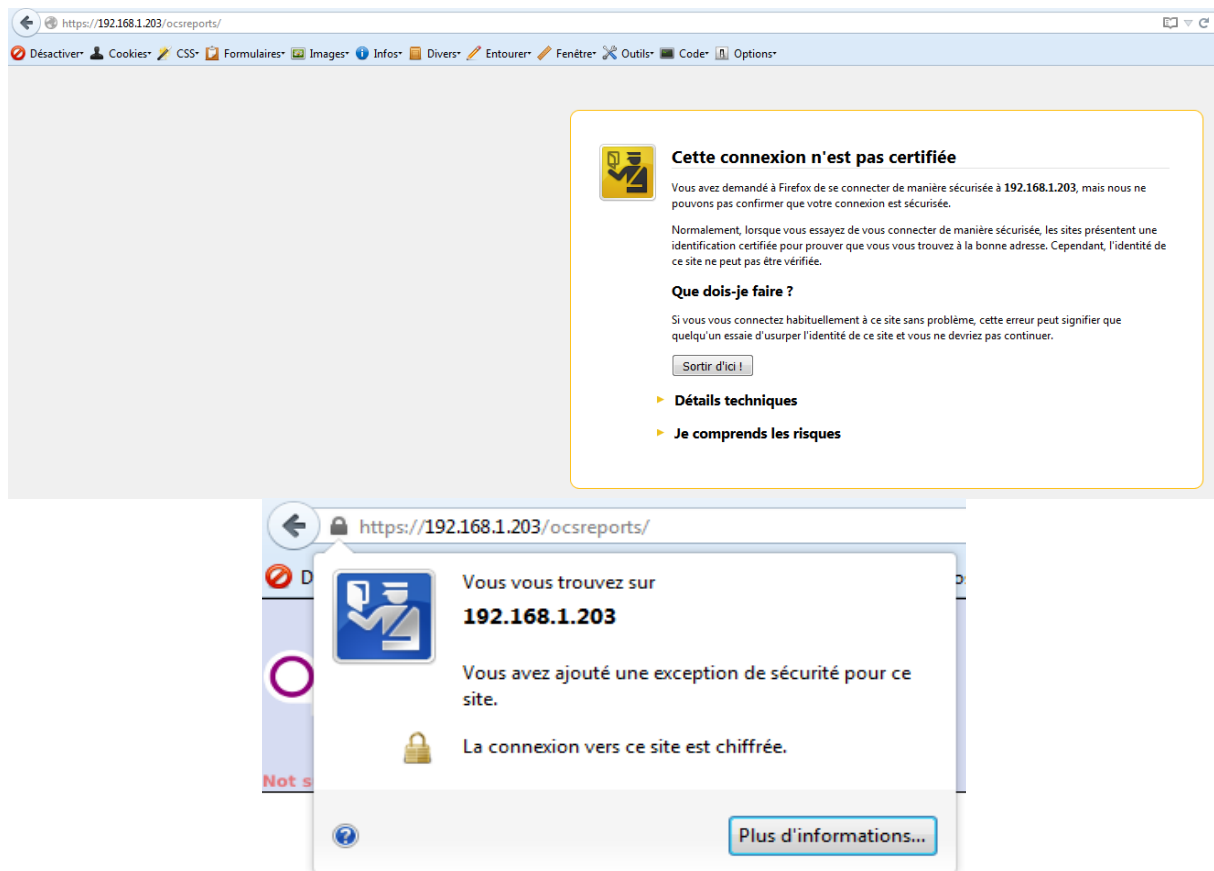 https://192.168.1.203/ocsreports/
Désactiver Cookies CSS Formulaires Images Infos Divers Entourer Fenêtre Outils Code Options
Cette connexion n'est pas certifiée
Vous avez demandé à Firefox de se connecter de manière sécurisée à 192.168.1.203, mais nous ne
pouvons pas confirmer que votre connexion est sécurisée.
Normalement, lorsque vous essayez de vous connecter de manière sécurisée, les sites présentent une
identification certifiée pour prouver que vous vous trouvez à la bonne adresse. Cependant, l'identité de
ce site ne peut pas être vérifiée.
Que dois-je faire ?
Si vous vous connectez habituellement à ce site sans problème, cette erreur peut signifier que
quelqu'un essaie d'usurper l'identité de ce site et vous ne devriez pas continuer.
Sortir d'ici !
Détails techniques
Je comprends les risques
https://192.168.1.203/ocsreports/
D
Vous vous trouvez sur
192.168.1.203
Vous avez ajouté une exception de sécurité pour ce
site.
La connexion vers ce site est chiffrée.
Not s
Plus d'informations...